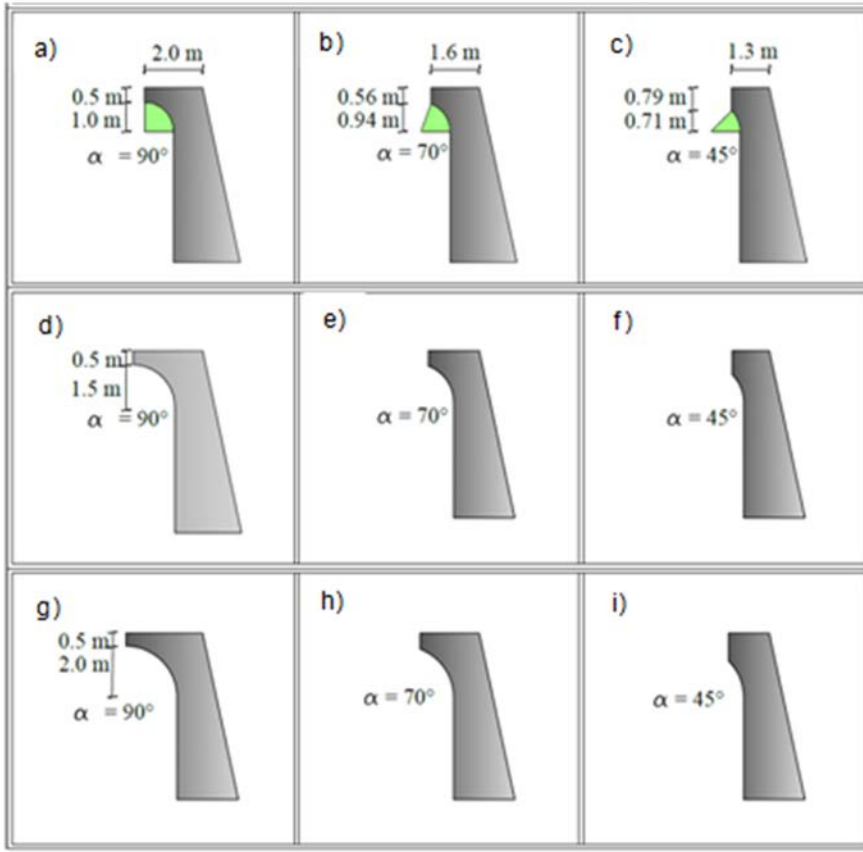 a)
2.0 m
0.5 m
1.0 m
α = 90°
b)
1.6 m
0.56 m
0.94 m
α = 70°
c)
1.3 m
0.79 m
0.71 m
α = 45°
d)
0.5 m
1.5 m
α = 90°
e)
α = 70°
f)
α = 45°
g)
0.5 m
2.0 m
α = 90°
h)
α = 70°
i)
α = 45°